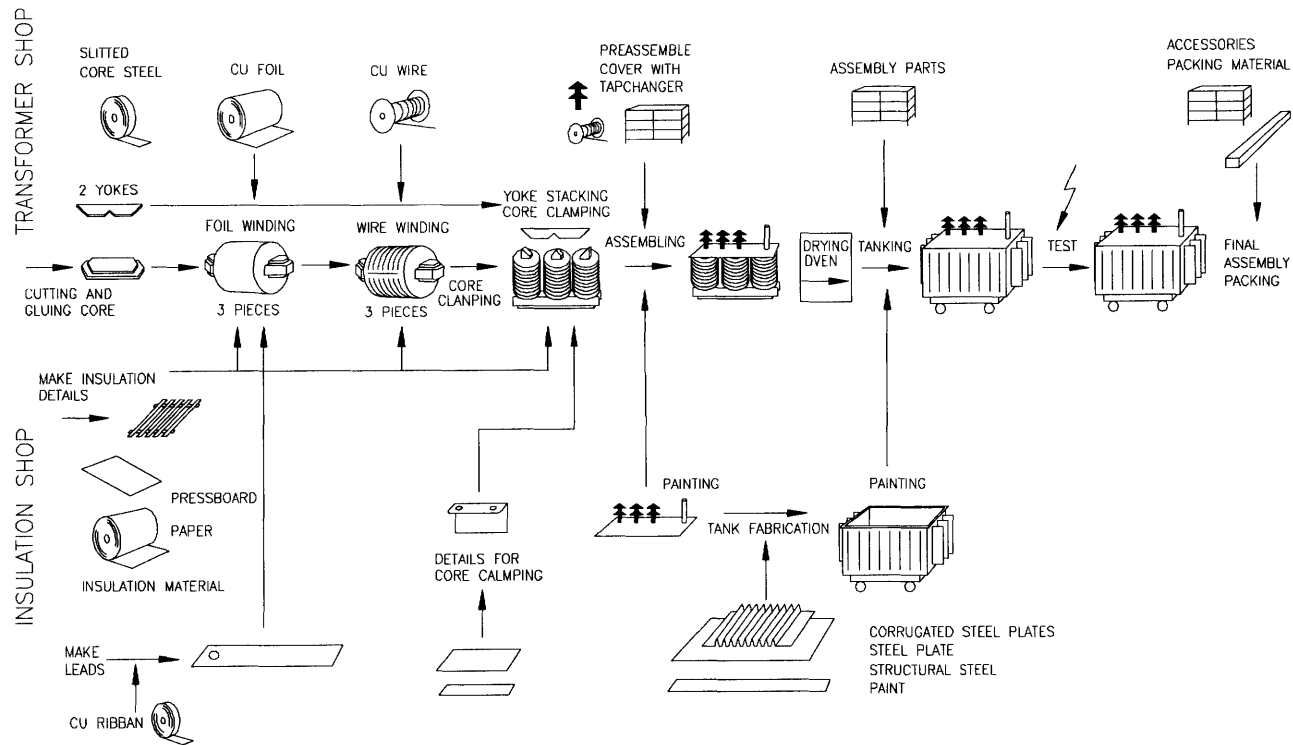 TRANSFORMER SHOP
SLITTED
CORE STEEL
CU FOIL
CU WIRE
PREASSEMBLE
COVER WITH
TAPCHANGER
ASSEMBLY PARTS
ACCESSORIES
PACKING MATERIAL
2 YOKES
YOKE STACKING
CORE CLAMPING
FOIL WINDING
WIRE WINDING
ASSEMBLING
DRYING
DVEN
TANKING
TEST
FINAL
ASSEMBLY
PACKING
CUTTING AND
GLUING CORE
3 PIECES
3 PIECES
CORE
CLANPING
INSULATION SHOP
MAKE INSULATION
DETAILS
PRESSBOARD
PAPER
INSULATION MATERIAL
DETAILS FOR
CORE CALMPING
PAINTING
TANK FABRICATION
PAINTING
CORRUGATED STEEL PLATES
STEEL PLATE
STRUCTURAL STEEL
PAINT
MAKE
LEADS
CU RIBBAN